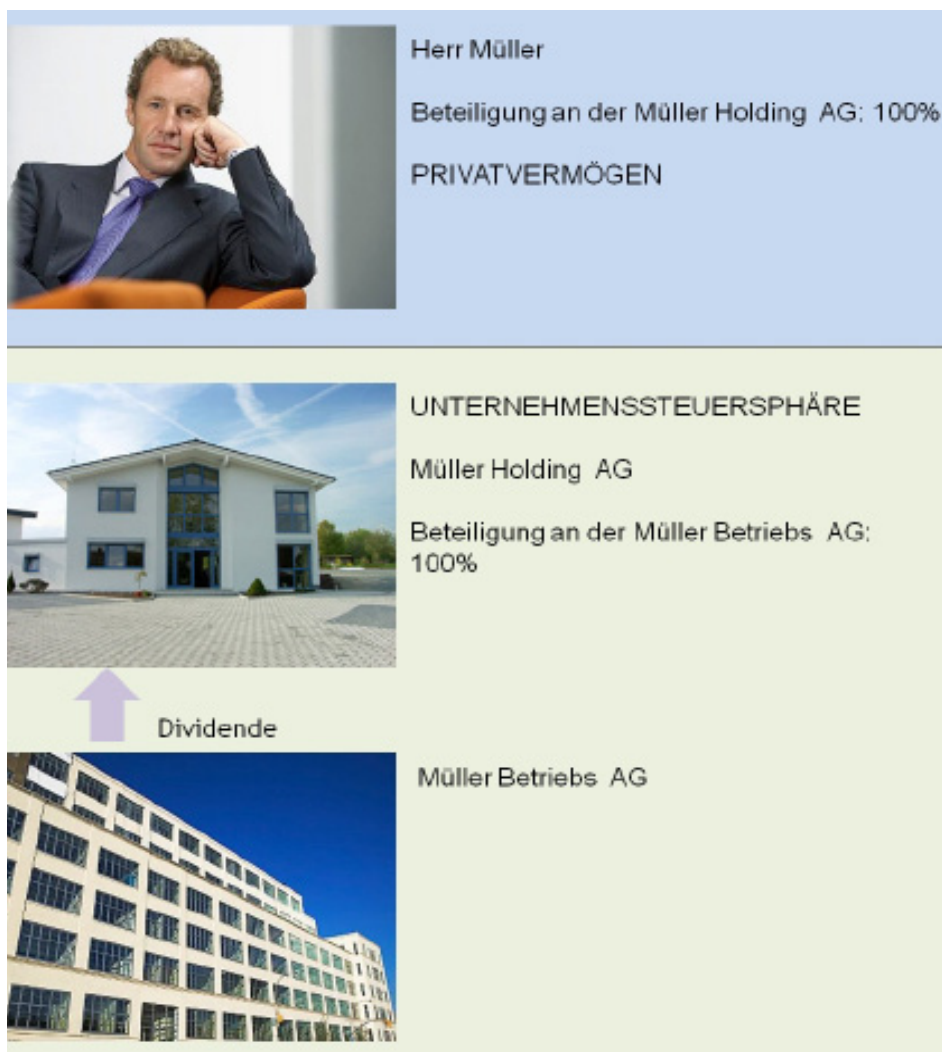 Herr Müller
Beteiligung an der Müller Holding AG: 100%
PRIVATVERMÖGEN
UNTERNEHMENSSTEUERSPHÄRE
Müller Holding AG
Beteiligung an der Müller Betriebs AG:
100%
Dividende
Müller Betriebs AG